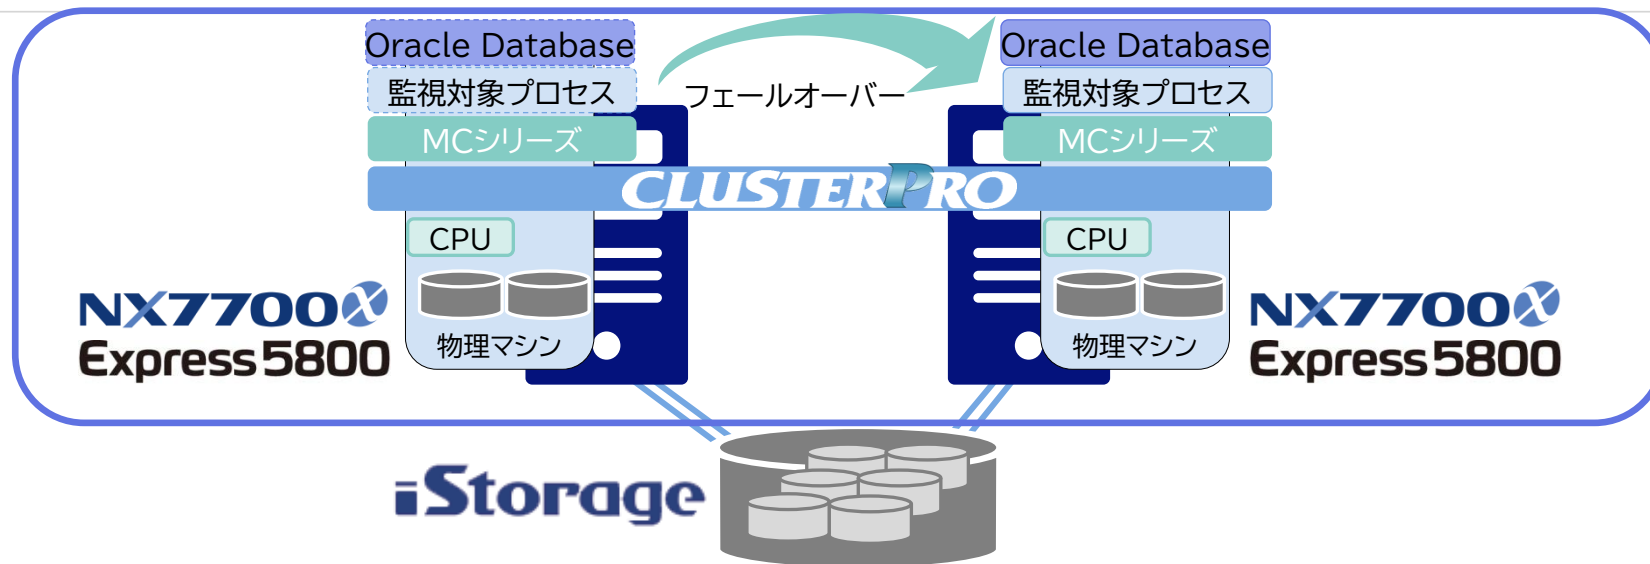 Oracle Database
監視対象プロセス
MCシリーズ
フェールオーバー
Oracle Database
監視対象プロセス
MCシリーズ
CLUSTERPRO
CPU
物理マシン
NX7700x
Express5800
CPU
物理マシン
NX7700x
Express5800
iStorage